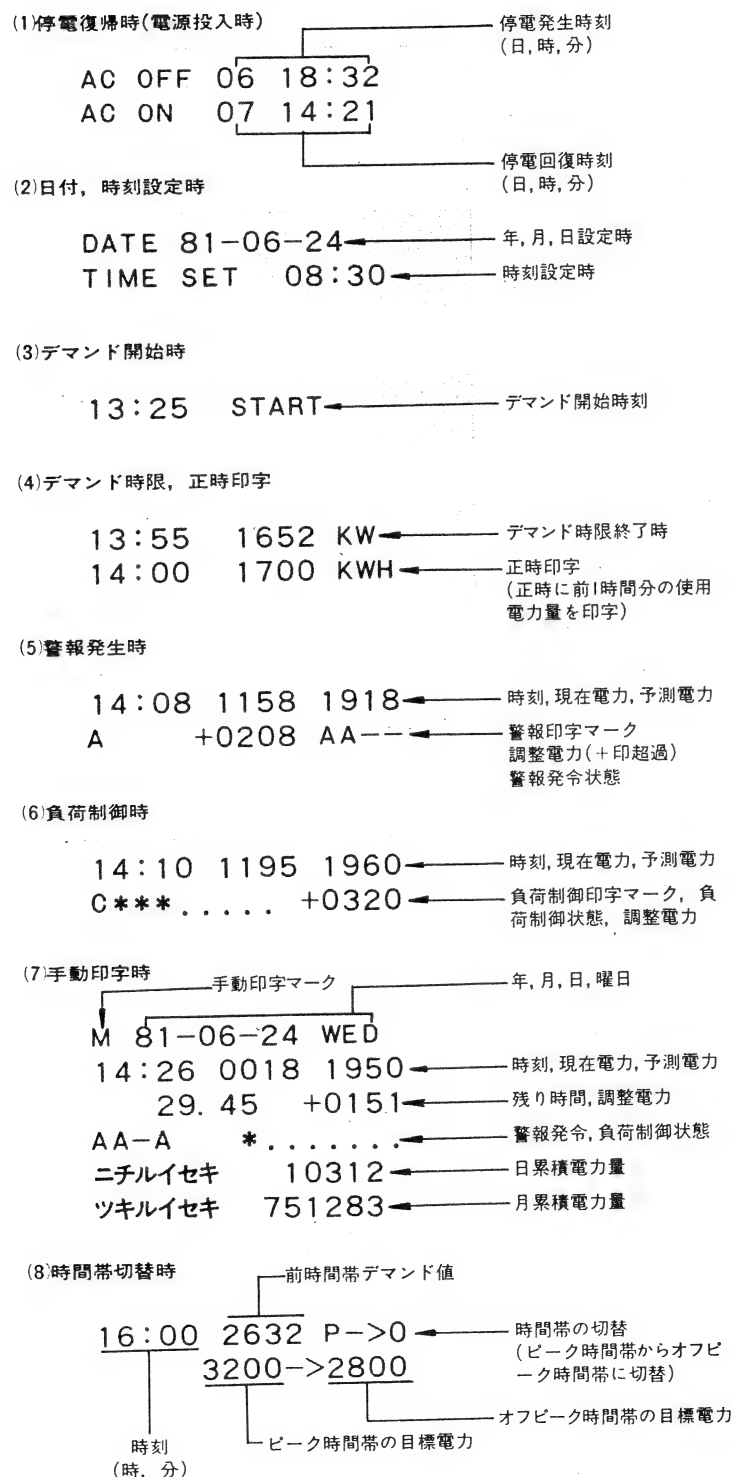 (1)停電復帰時(電源投入時)
停電発生時刻
(日,時,分)
AC OFF 06 18:32
AC ON 07 14:21
停電回復時刻
(日,時,分)
(2)日付,時刻設定時
DATE 81-06-24 年,月,日設定時
TIME SET 08:30 時刻設定時
(3)デマンド開始時
13:25 START デマンド開始時刻
(4)デマンド時限,正時印字
13:55 1652 KW デマンド時限終了時
14:00 1700 KWH 正時印字
(正時に前1時間分の使用
電力量を印字)
(5)警報発生時
14:08 1158 1918 時刻,現在電力,予測電力
A +0208 AA-- 警報印字マーク
調整電力(+印超過)
警報発令状態
(6)負荷制御時
14:10 1195 1960 時刻,現在電力,予測電力
C***..... +0320 負荷制御印字マーク,負
荷制御状態,調整電力
(7)手動印字時
手動印字マーク 年,月,日,曜日
M 81-06-24 WED
14:26 0018 1950 時刻,現在電力,予測電力
29.45 +0151 残り時間,調整電力
AA-A *....... 警報発令,負荷制御状態
ニチルイセキ 10312 日累積電力量
ツキルイセキ 751283 月累積電力量
(8)時間帯切替時
前時間帯デマンド値
16:00 2632 P->O 時間帯の切替
(ピーク時間帯からオフピ
ーク時間帯に切替)
3200->2800
オフピーク時間帯の目標電力
ピーク時間帯の目標電力
時刻
(時,分)